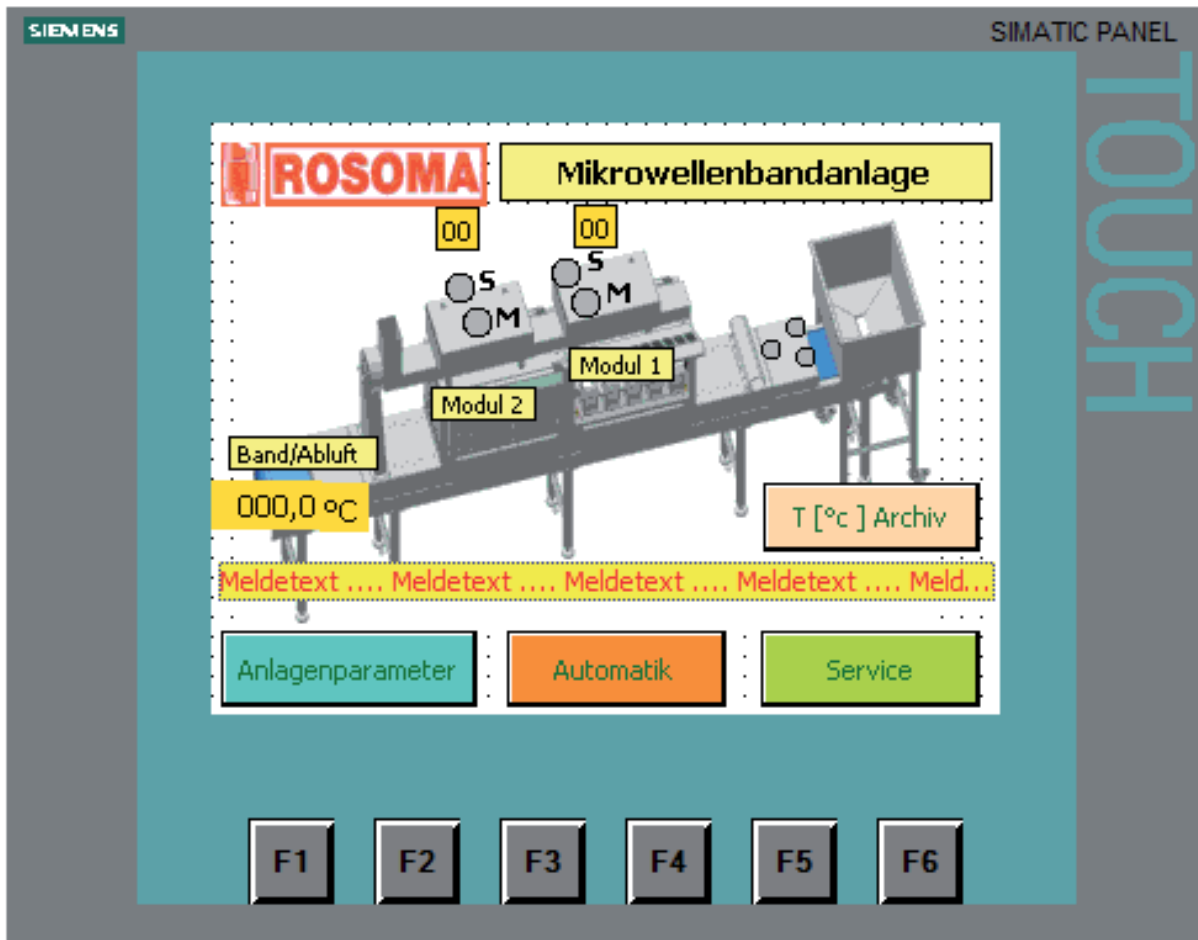 SIEMENS
SIMATIC PANEL
TOUCH
ROSOMA
Mikrowellenbandanlage
00
00
S
M
S
M
Modul 1
Modul 2
Band/Abluft
000,0 °C
T [°c ] Archiv
Meldetext .... Meldetext .... Meldetext .... Meldetext .... Meld...
Anlagenparameter
Automatik
Service
F1 F2 F3 F4 F5 F6